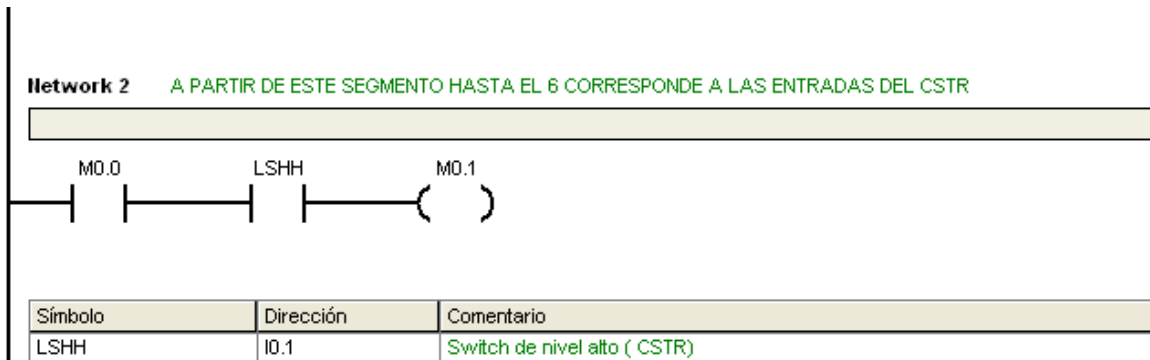 Network 2 A PARTIR DE ESTE SEGMENTO HASTA EL 6 CORRESPONDE A LAS ENTRADAS DEL CSTR
M0.0 LSHH M0.1
Símbolo Dirección Comentario
LSHH I0.1 Switch de nivel alto ( CSTR)